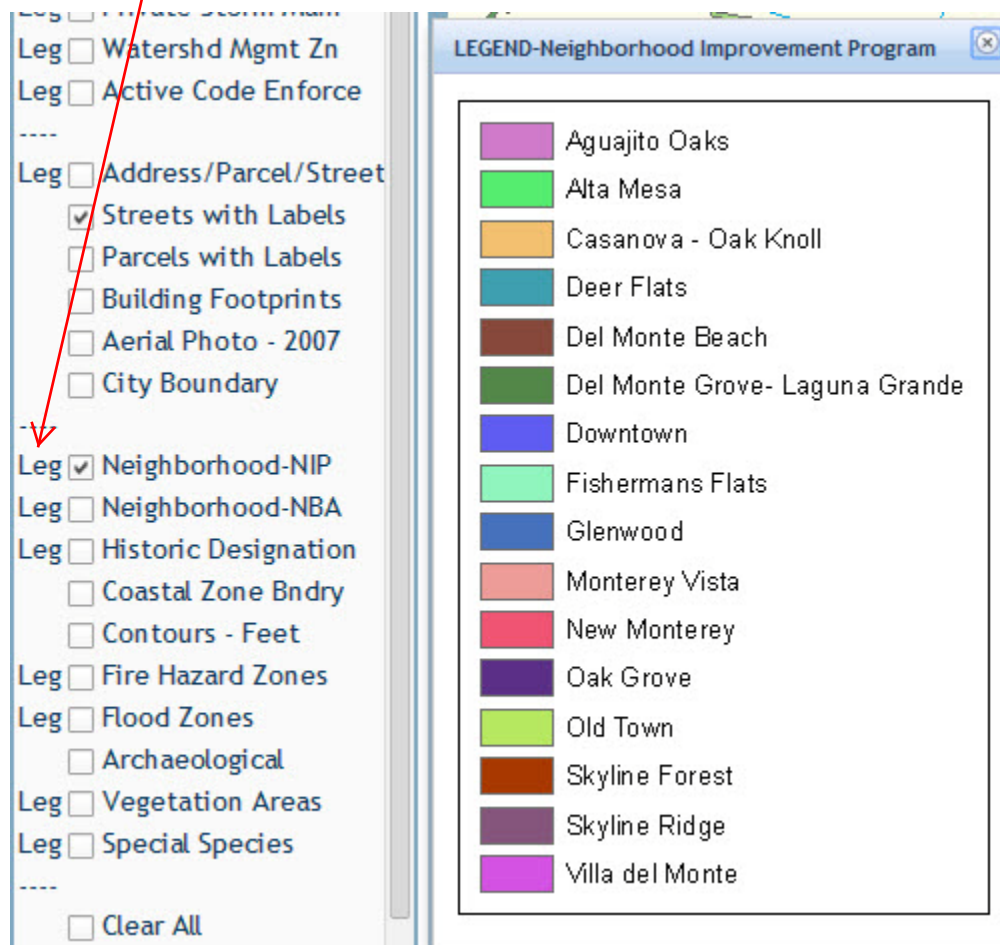 Leg Private Storm Main
Leg Watershd Mgmt Zn
Leg Active Code Enforce
----
Leg Address/Parcel/Street
Streets with Labels
Parcels with Labels
Building Footprints
Aerial Photo - 2007
City Boundary
----
Leg Neighborhood-NIP
Leg Neighborhood-NBA
Leg Historic Designation
Coastal Zone Bndry
Contours - Feet
Leg Fire Hazard Zones
Leg Flood Zones
Archaeological
Leg Vegetation Areas
Leg Special Species
----
Clear All
LEGEND-Neighborhood Improvement Program
Aguajito Oaks
Alta Mesa
Casanova - Oak Knoll
Deer Flats
Del Monte Beach
Del Monte Grove- Laguna Grande
Downtown
Fishermans Flats
Glenwood
Monterey Vista
New Monterey
Oak Grove
Old Town
Skyline Forest
Skyline Ridge
Villa del Monte